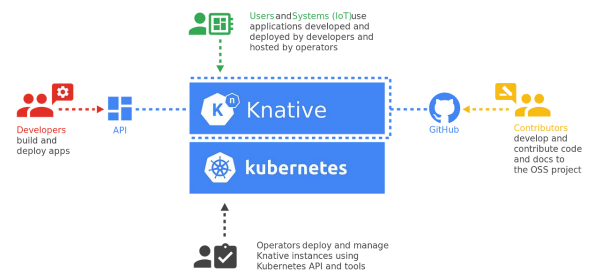 Users and Systems (IoT) use
applications developed and
deployed by developers and
hosted by operators
K n Knative
Developers
build and
deploy apps
API
GitHub
Contributors
develop and
contribute code
and docs to
the OSS project
kubernetes
Operators deploy and manage
Knative instances using
Kubernetes API and tools